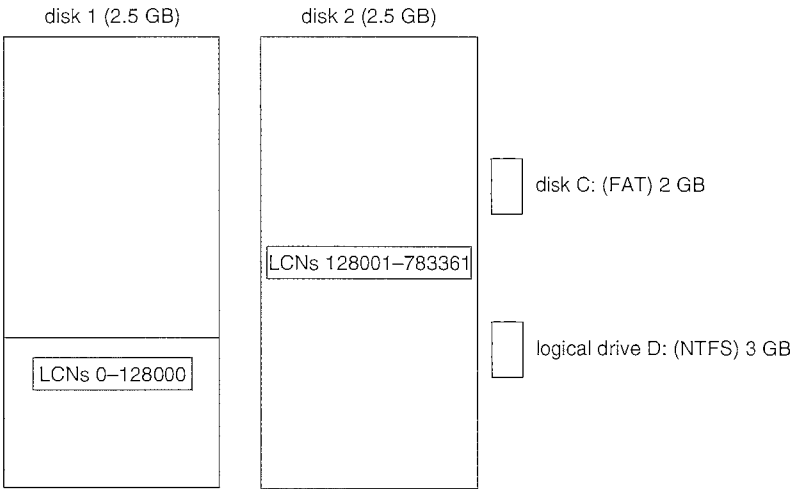 disk 1 (2.5 GB)
disk 2 (2.5 GB)
disk C: (FAT) 2 GB
LCNs 128001–783361
logical drive D: (NTFS) 3 GB
LCNs 0–128000